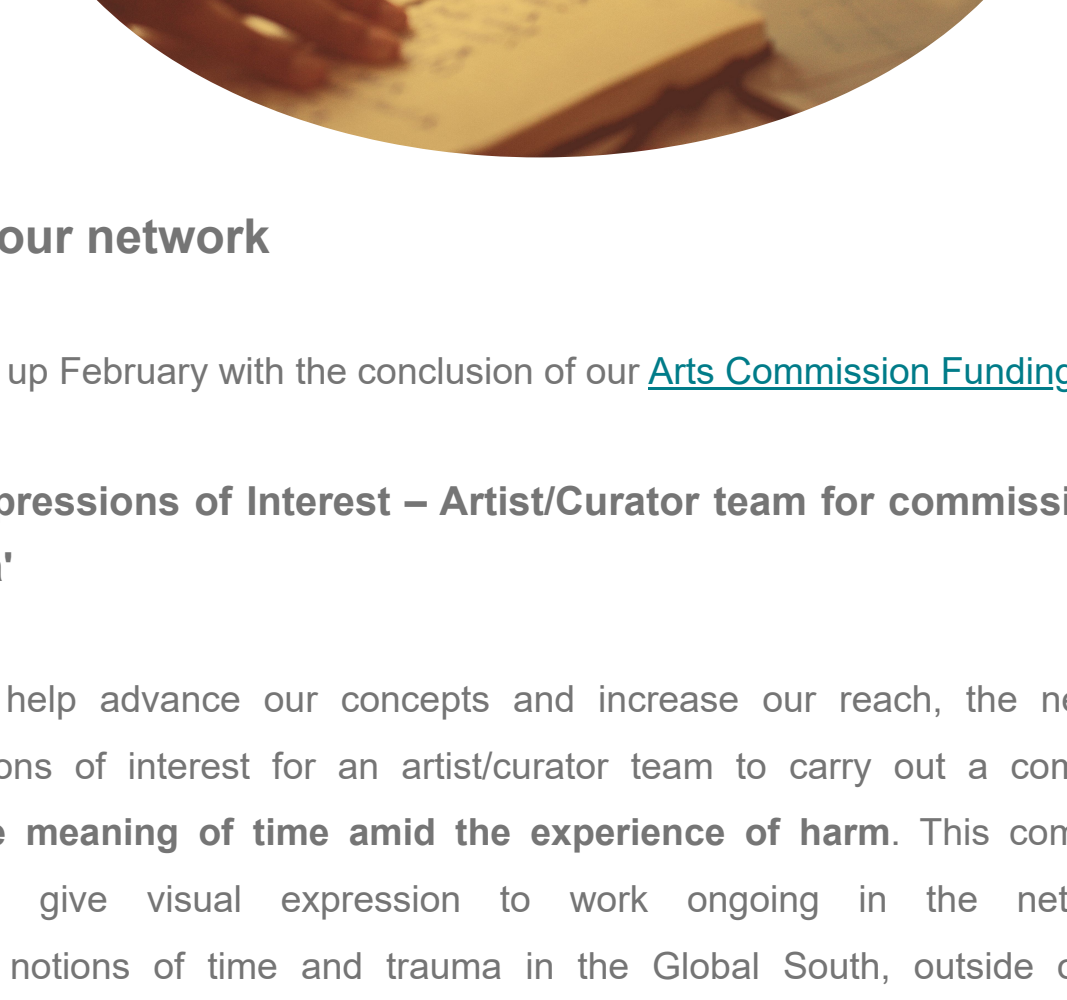 our network
up February with the conclusion of our Arts Commission Funding
pressions of Interest – Artist/Curator team for commissi
'
help advance our concepts and increase our reach, the ne
ons of interest for an artist/curator team to carry out a com
e meaning of time amid the experience of harm. This com
give visual expression to work ongoing in the net
notions of time and trauma in the Global South, outside